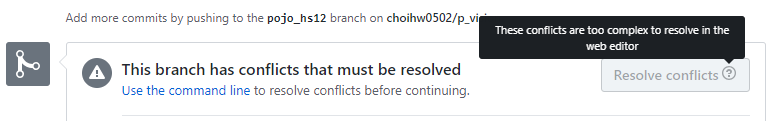 Add more commits by pushing to the pojo_hs12 branch on choihw0502/
These conflicts are too complex to resolve in the
web editor
This branch has conflicts that must be resolved
Resolve conflicts
Use the command line to resolve conflicts before continuing.